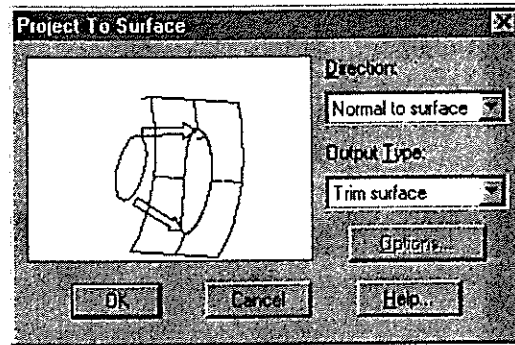 Project To Surface
Direction:
Normal to surface
Output Type:
Trim surface
Options...
OK
Cancel
Help...